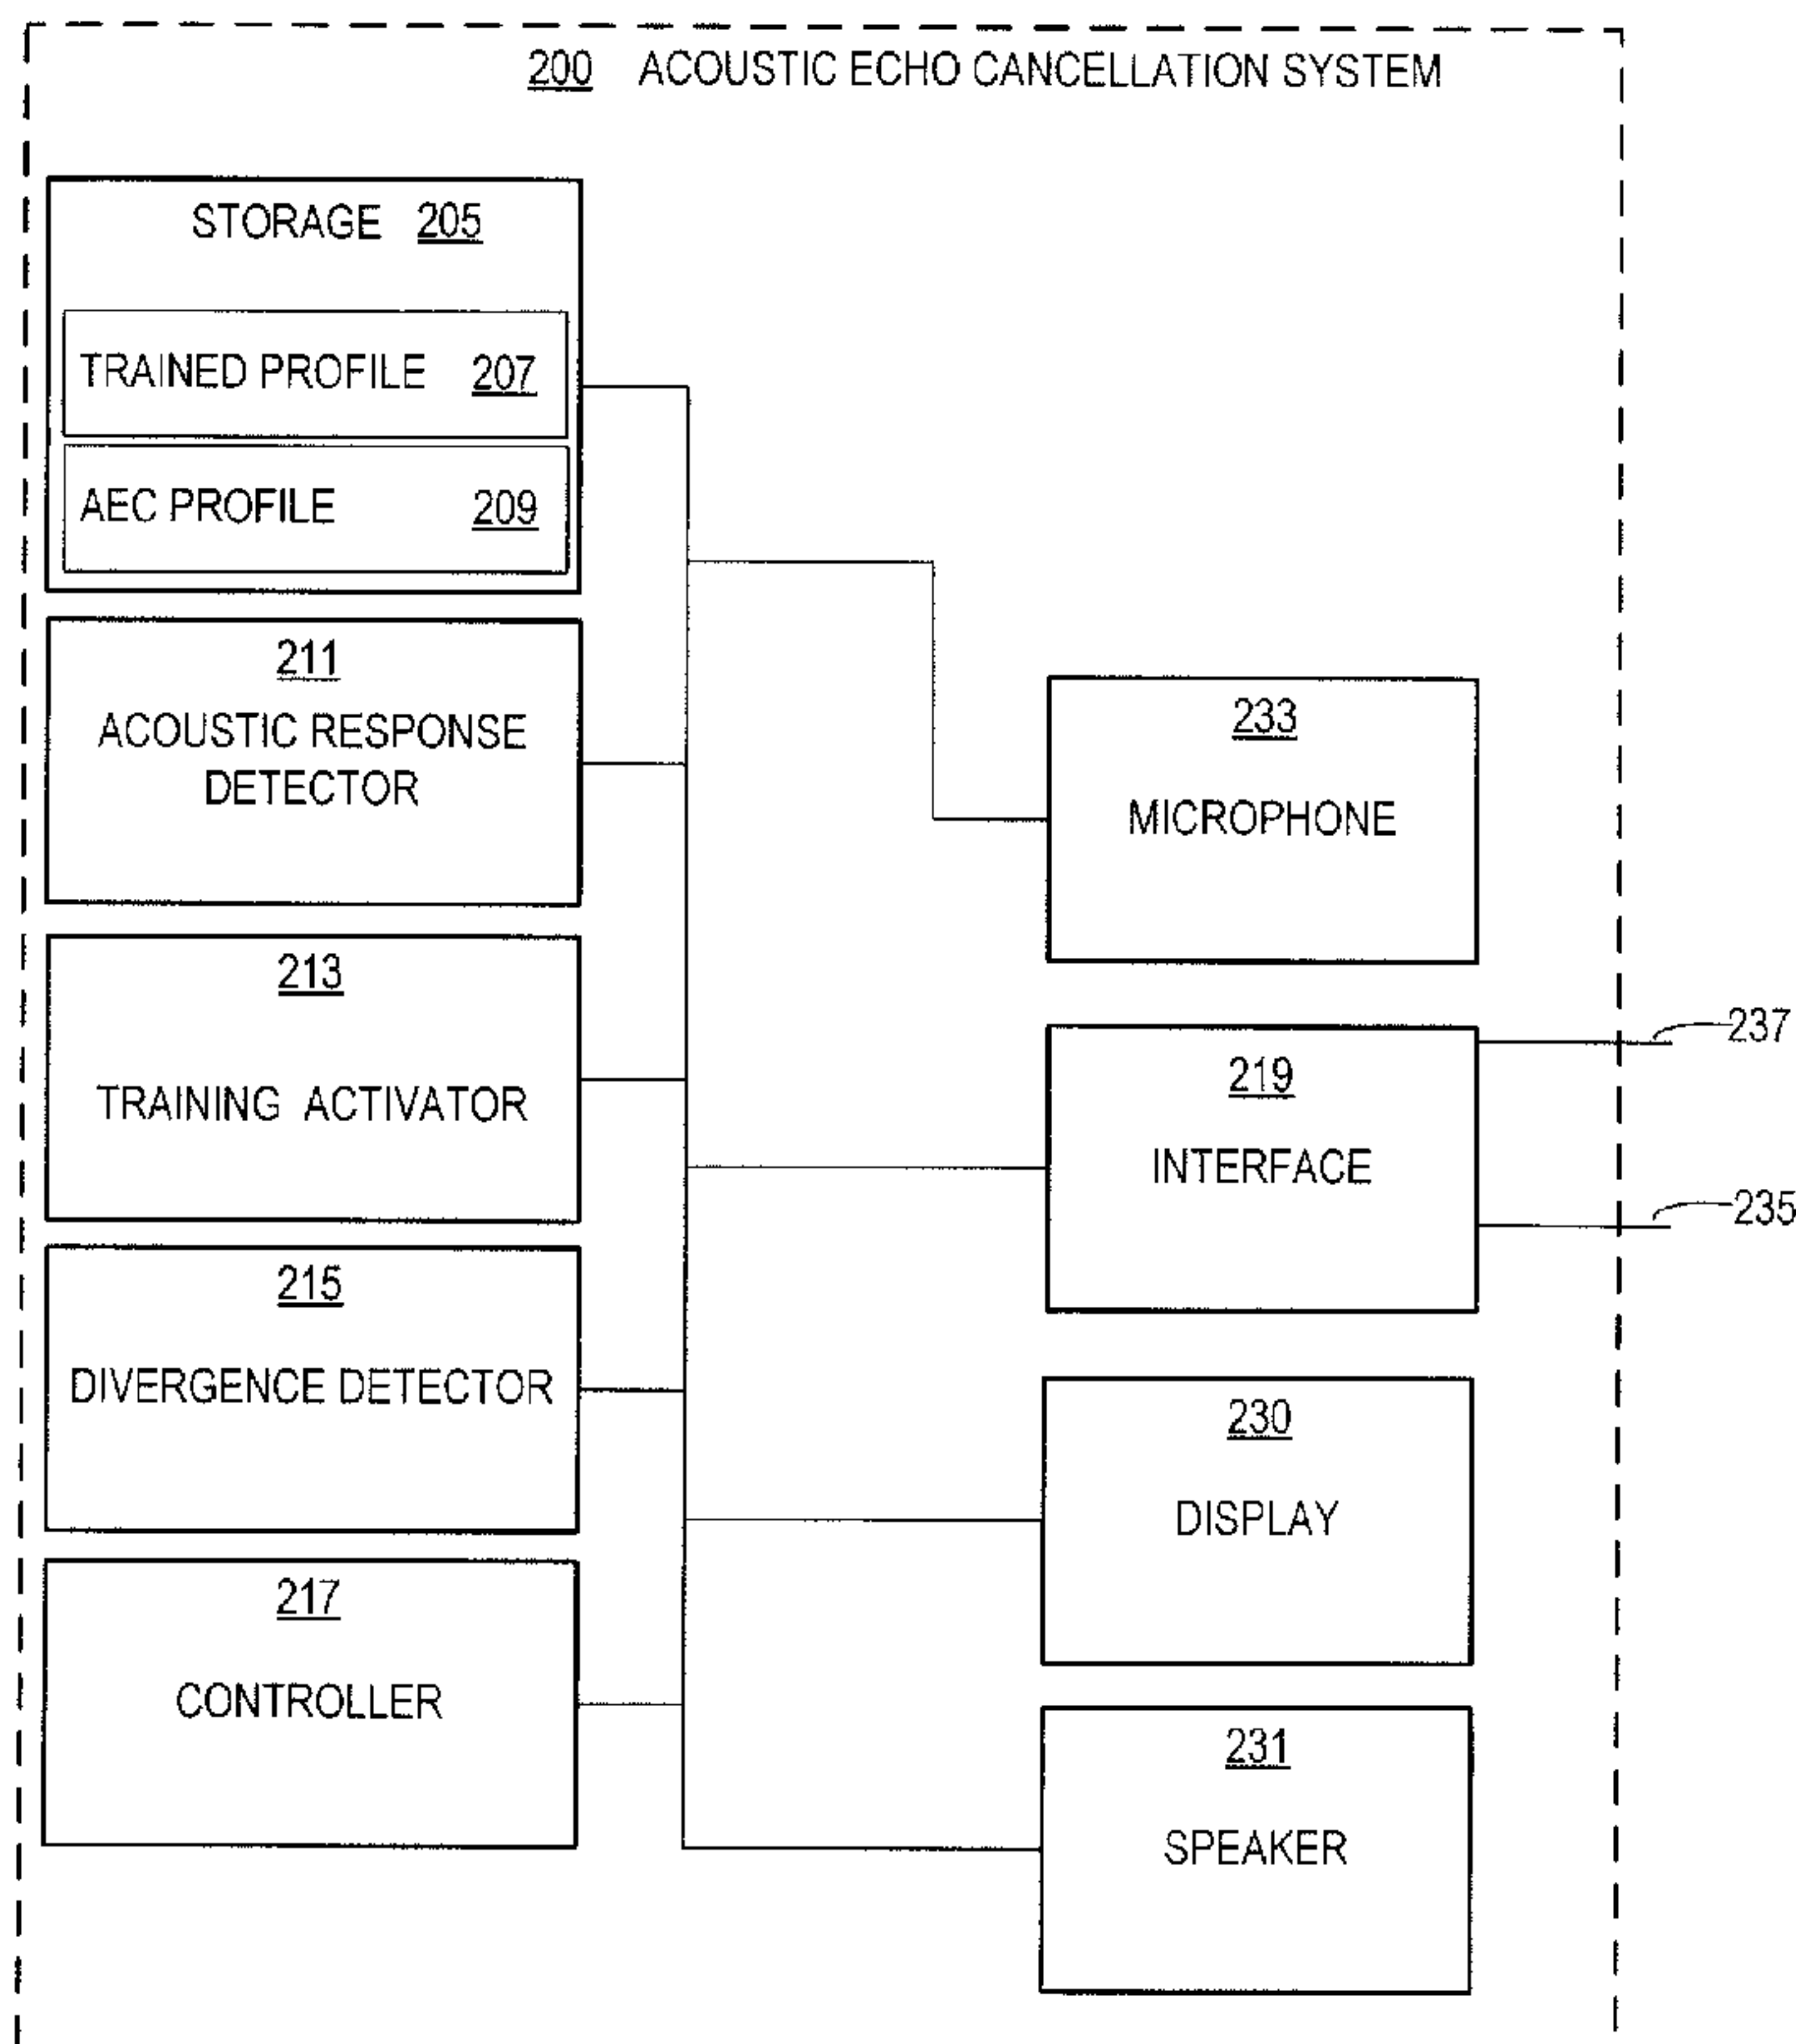 200 ACOUSTIC ECHO CANCELLATION SYSTEM
STORAGE 205
TRAINED PROFILE 207
AEC PROFILE 209
211
ACOUSTIC RESPONSE
DETECTOR
213
TRAINING ACTIVATOR
215
DIVERGENCE DETECTOR
217
CONTROLLER
233
MICROPHONE
237
219
INTERFACE
235
230
DISPLAY
231
SPEAKER